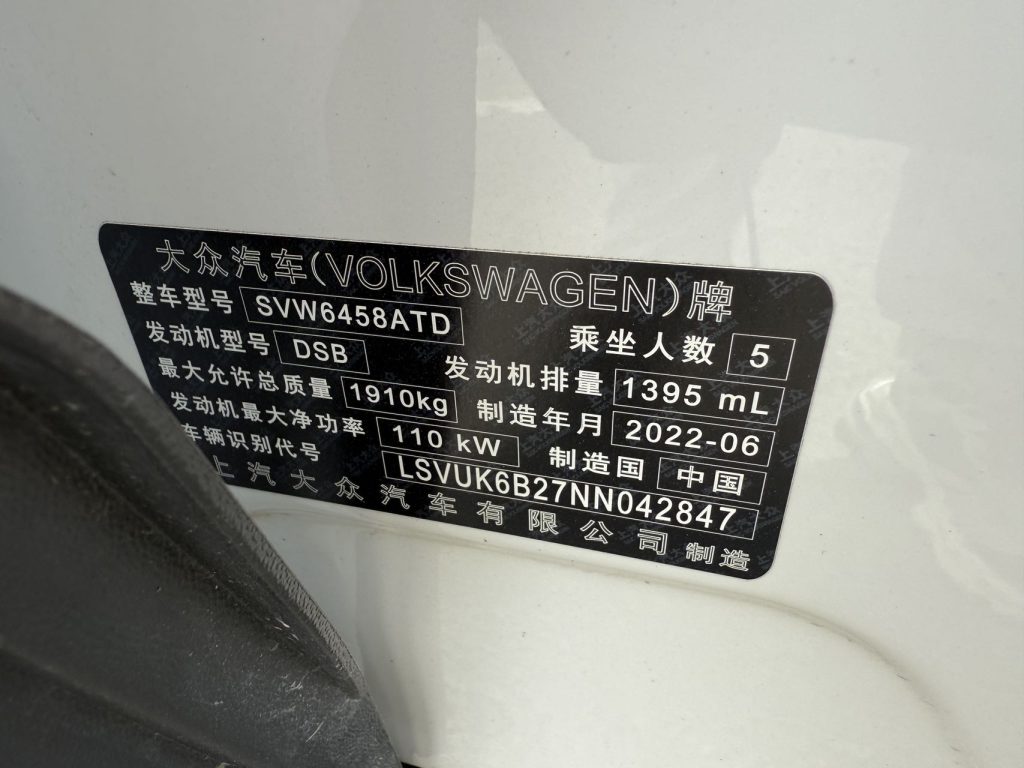 大众汽车(VOLKSWAGEN)牌
整车型号 SVW6458ATD 乘坐人数 5
发动机型号 DSB 发动机排量 1395 mL
最大允许总质量 1910kg 制造年月 2022-06
发动机最大净功率 110 kW 制造国 中国
车辆识别代号 LSVUK6B27NN042847
上汽大众汽车有限公司 制造